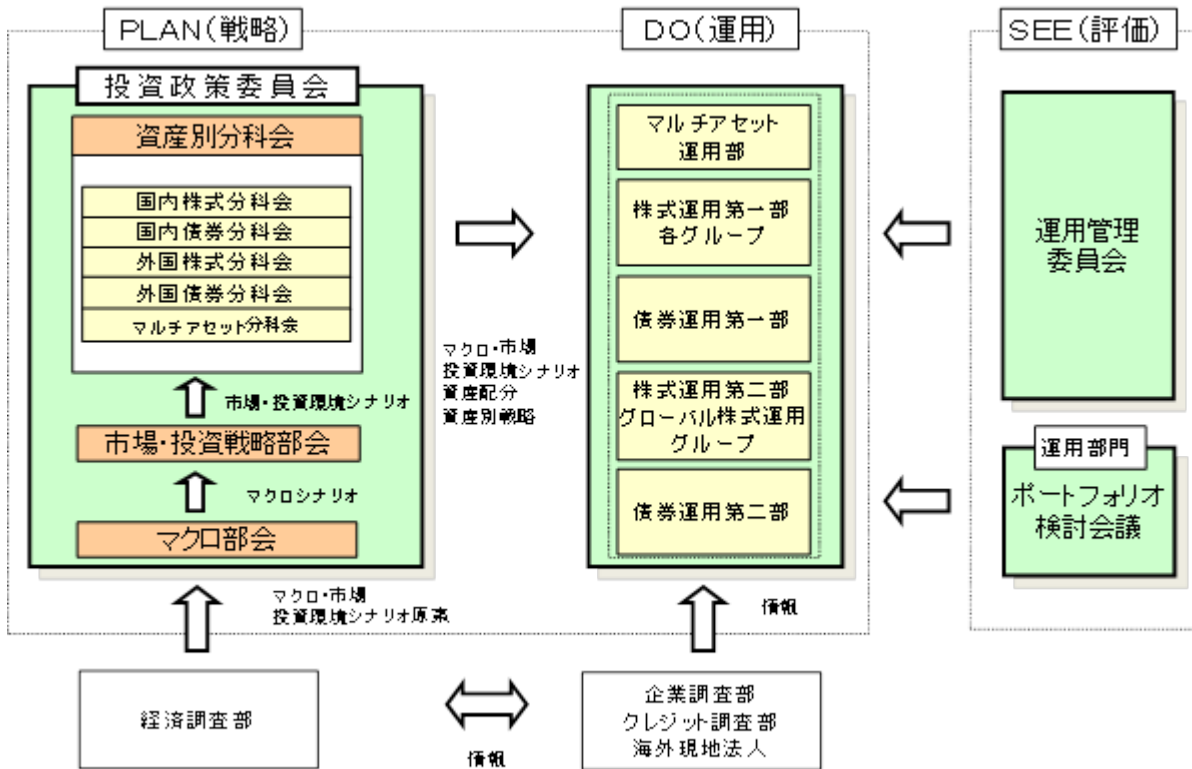 PLAN(戦略)
DO(運用)
SEE(評価)
投資政策委員会
資産別分科会
国内株式分科会
国内債券分科会
外国株式分科会
外国債券分科会
マルチアセット分科会
市場・投資環境シナリオ
市場・投資戦略部会
マクロシナリオ
マクロ部会
マクロ・市場
投資環境シナリオ
資産配分
資産別戦略
マルチアセット
運用部
株式運用第一部
各グループ
債券運用第一部
株式運用第二部
グローバル株式運用
グループ
債券運用第二部
運用管理
委員会
運用部門
ポートフォリオ
検討会議
マクロ・市場
投資環境シナリオ原案
情報
経済調査部
情報
企業調査部
クレジット調査部
海外現地法人